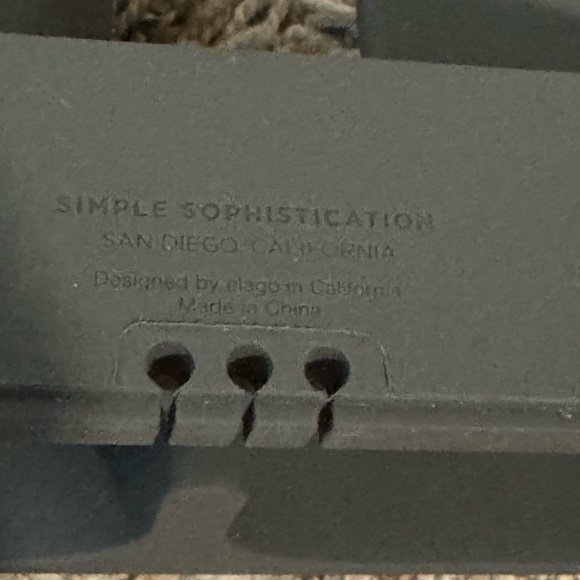 SIMPLE SOPHISTICATION
SAN DIEGO, CALIFORNIA
Designed by elago in California
Made in China